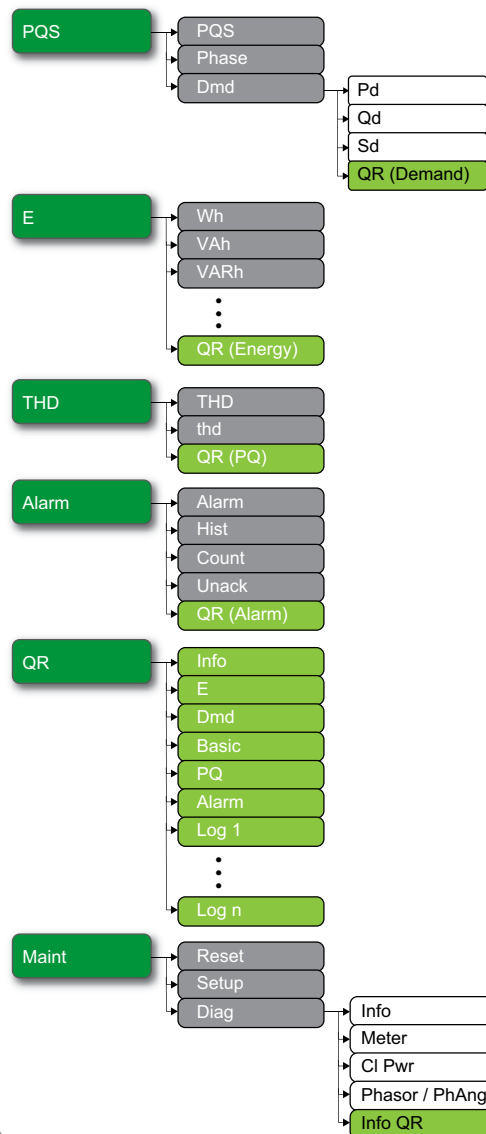 PQS
PQS
Phase
Dmd
Pd
Qd
Sd
QR (Demand)
E
Wh
VAh
VARh
QR (Energy)
THD
THD
thd
QR (PQ)
Alarm
Alarm
Hist
Count
Unack
QR (Alarm)
QR
Info
E
Dmd
Basic
PQ
Alarm
Log 1
Log n
Maint
Reset
Setup
Diag
Info
Meter
Cl Pwr
Phasor / PhAng
Info QR